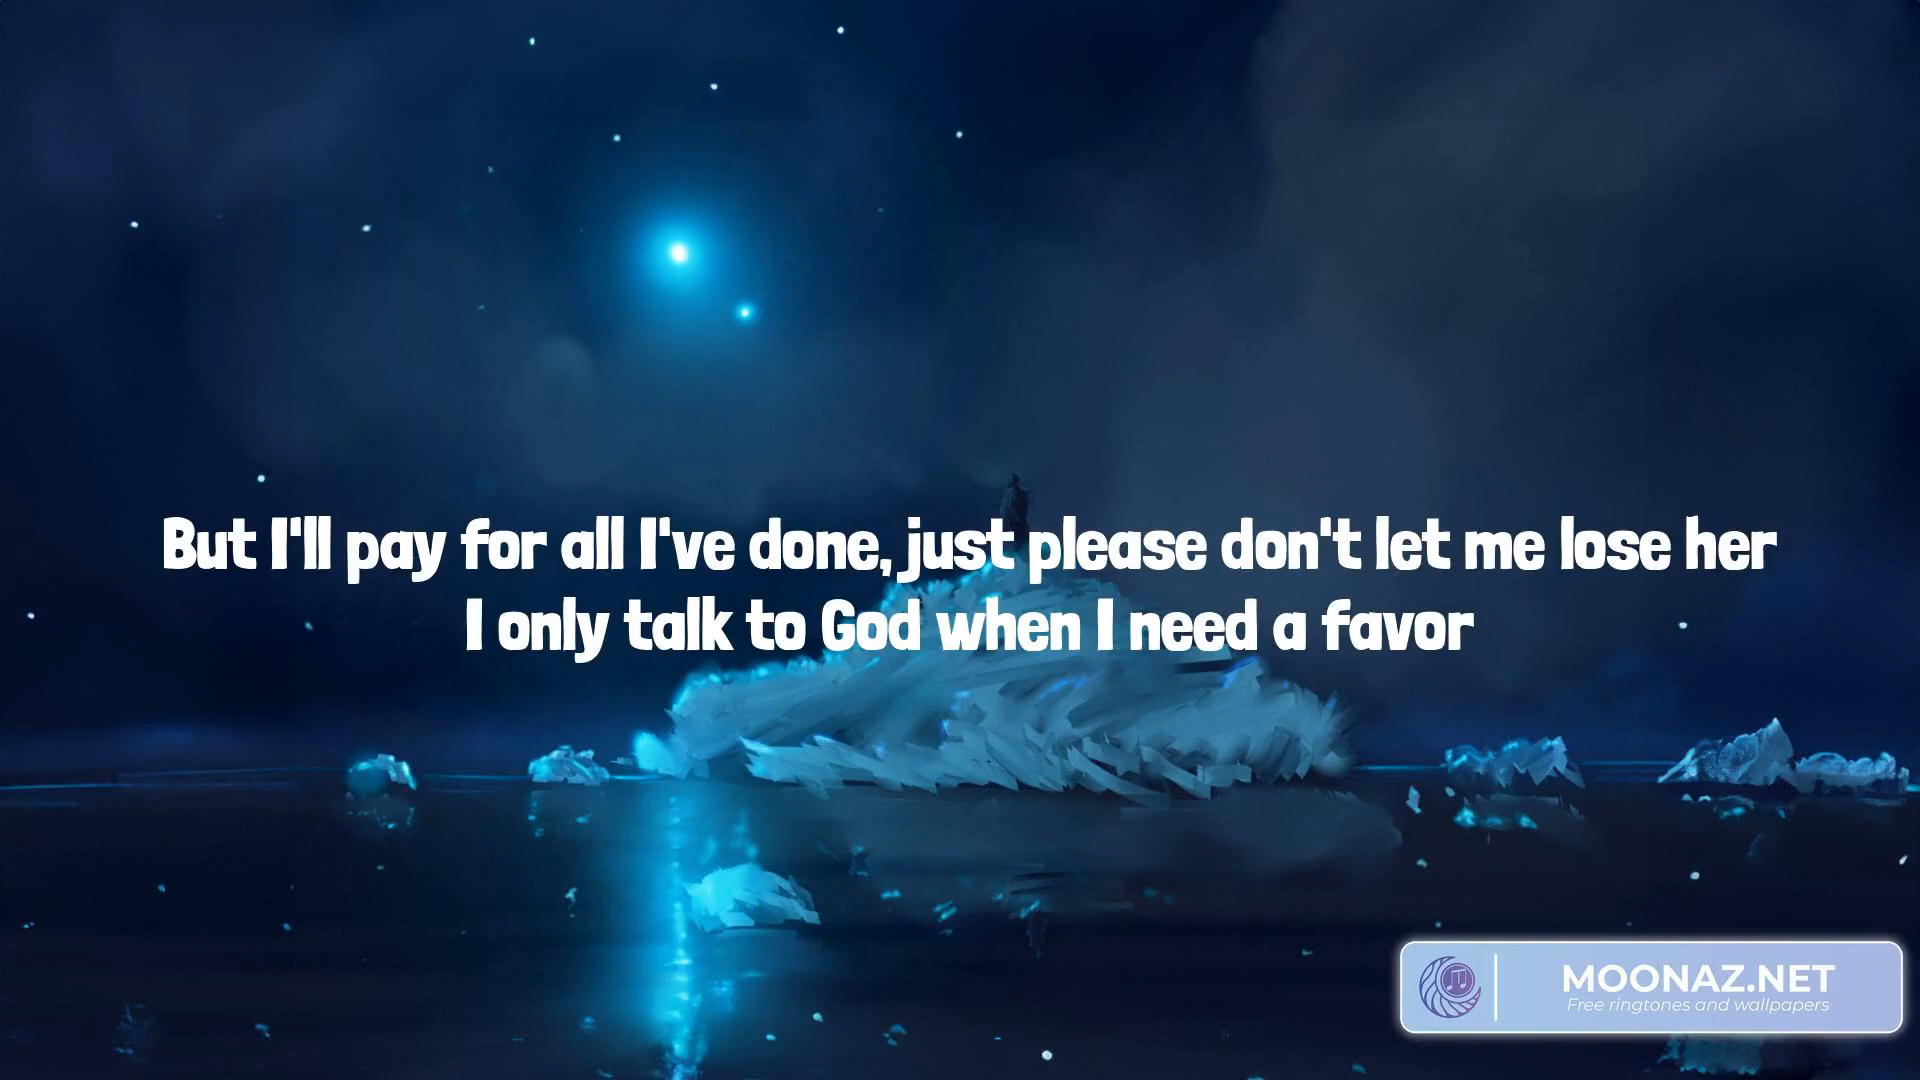 But I'll pay for all I've done, just please don't let me lose her
I only talk to God when I need a favor
MOONAZ.NET
Free ringtones and wallpapers